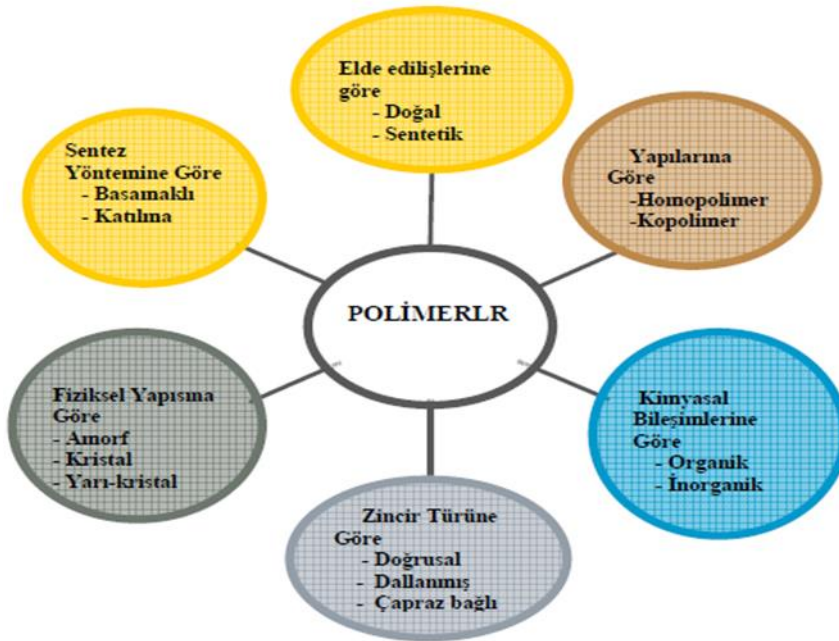 Elde edilişlerine
göre
- Doğal
- Sentetik
Sentez
Yöntemine Göre
- Basamaklı
- Katılma
Yapılarına
Göre
-Homopolimer
-Kopolimer
POLİMERLR
Fiziksel Yapısına
Göre
- Amorf
- Kristal
- Yarı-kristal
Kimyasal
Bileşimlerine
Göre
- Organik
- İnorganik
Zincir Türüne
Göre
- Doğrusal
- Dallanmış
- Çapraz bağlı